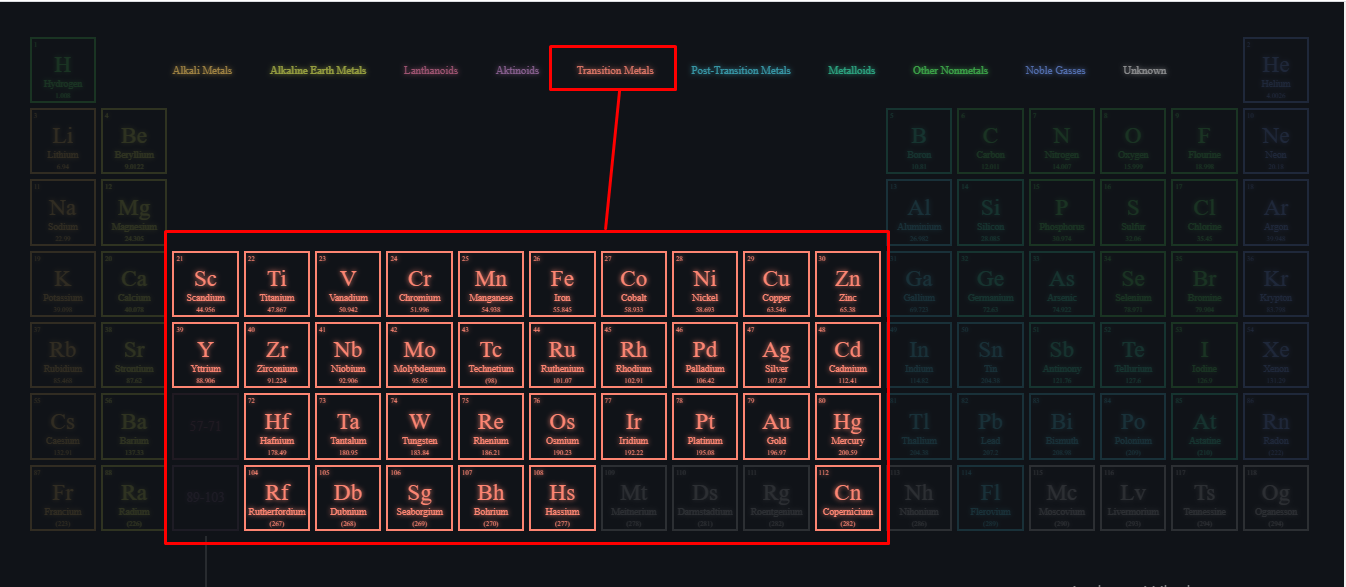 1 2
H Alkali Metals Alkaline Earth Metals Lanthanoids Aktinoids Transition Metals Post-Transition Metals Metalloids Other Nonmetals Noble Gasses Unknown He
Hydrogen Helium
1.008 4.0026
3 4 5 6 7 8 9 10
Li Be B C N O F Ne
Lithium Beryllium Boron Carbon Nitrogen Oxygen Flourine Neon
6.94 9.0122 10.81 12.011 14.007 15.999 18.998
11 12 13 14 15 16 17 18
Na Mg Al Si P S Cl Ar
Sodium Magnesium Aluminium Silicon Phosphorus Sulfur Chlorine Argon
24.305 26.982 28.085 30.974 32.06 35.45
19 20 21 22 23 24 25 26 27 28 29 30 31 32 33 34 35 36
K Ca Sc Ti V Cr Mn Fe Co Ni Cu Zn Ga Ge As Se Br Kr
Potassium Calcium Scandium Titanium Vanadium Chromium Manganese Iron Cobalt Nickel Copper Zinc Gallium Germanium Arsenic Selenium Bromine Krypton
40.078 44.956 47.867 50.942 51.996 54.938 55.845 58.933 58.693 63.546 65.38 69.723 72.63 74.922 78.971 79.904 83.798
37 38 39 40 41 42 43 44 45 46 47 48 49 50 51 52 53 54
Rb Sr Y Zr Nb Mo Tc Ru Rh Pd Ag Cd In Sn Sb Te I Xe
Rubidium Strontium Yttrium Zirconium Niobium Molybdenum Technetium Ruthenium Rhodium Palladium Silver Cadmium Indium Tin Antimony Tellurium Iodine Xenon
87.62 88.906 91.224 92.906 95.95 (98) 101.07 102.91 106.42 107.87 112.41 114.82 121.76 127.6 126.9
55 56 72 73 74 75 76 77 78 79 80 81 82 83 84 85 86
Cs Ba 57-71 Hf Ta W Re Os Ir Pt Au Hg Tl Pb Bi Po At Rn
Caesium Barium Hafnium Tantalum Tungsten Rhenium Osmium Iridium Platinum Gold Mercury Thallium Lead Bismuth Polonium Astatine Radon
132.91 137.33 178.49 180.95 183.84 186.21 190.23 192.22 195.08 196.97 200.59 204.38 207.2 208.98 (209) (210) (222)
87 88 104 105 106 107 108 109 110 111 112 113 114 115 116 117 118
Fr Ra 89-103 Rf Db Sg Bh Hs Mt Ds Rg Cn Nh Fl Mc Lv Ts Og
Francium Radium Rutherfordium Dubnium Seaborgium Bohrium Hassium Meitnerium Darmstadtium Roentgenium Copernicium Nihonium Flerovium Moscovium Livermorium Tennessine Oganesson
(223) (226) (267) (268) (269) (270) (277) (278) (281) (282) (282) (286) (289) (290) (293) (294) (294)